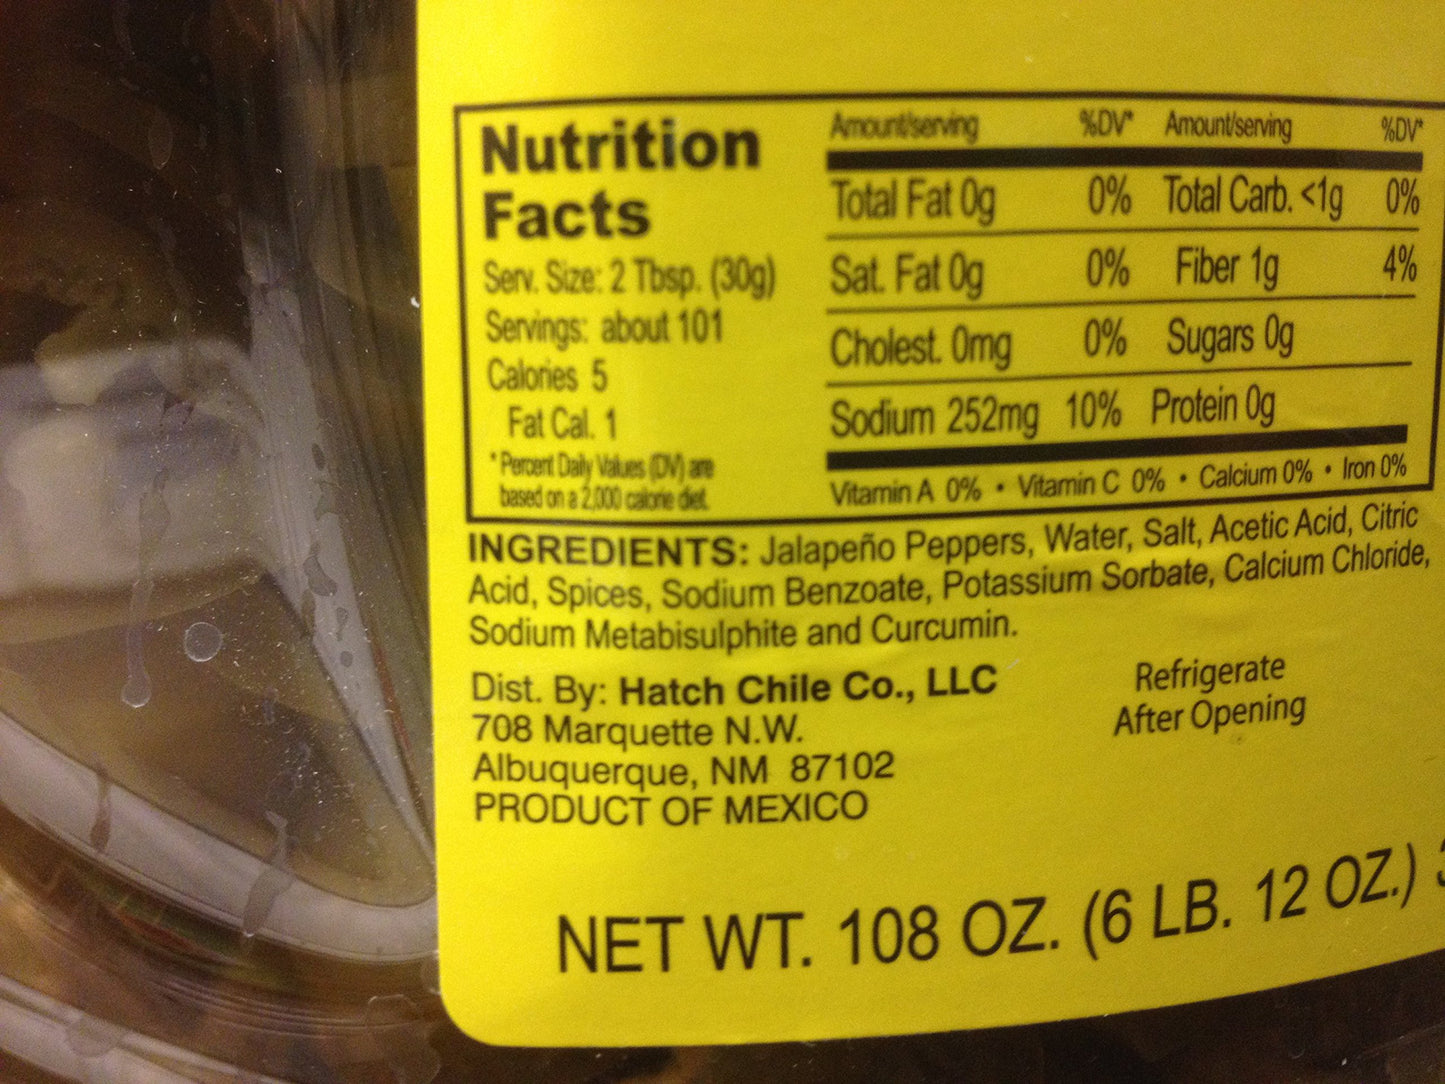 Nutrition
Facts
Serv. Size: 2 Tbsp. (30g)
Servings: about 101
Calories 5
Fat Cal. 1
*Percent Daily Values (DV) are
based on a 2,000 calorie diet.
Amount/serving %DV* Amount/serving %DV*
Total Fat 0g 0% Total Carb. <1g 0%
Sat. Fat 0g 0% Fiber 1g 4%
Cholest. 0mg 0% Sugars 0g
Sodium 252mg 10% Protein 0g
Vitamin A 0% • Vitamin C 0% • Calcium 0% • Iron 0%
INGREDIENTS: Jalapeño Peppers, Water, Salt, Acetic Acid, Citric
Acid, Spices, Sodium Benzoate, Potassium Sorbate, Calcium Chloride,
Sodium Metabisulphite and Curcumin.
Dist. By: Hatch Chile Co., LLC
708 Marquette N.W.
Albuquerque, NM 87102
PRODUCT OF MEXICO
Refrigerate
After Opening
NET WT. 108 OZ. (6 LB. 12 OZ.)